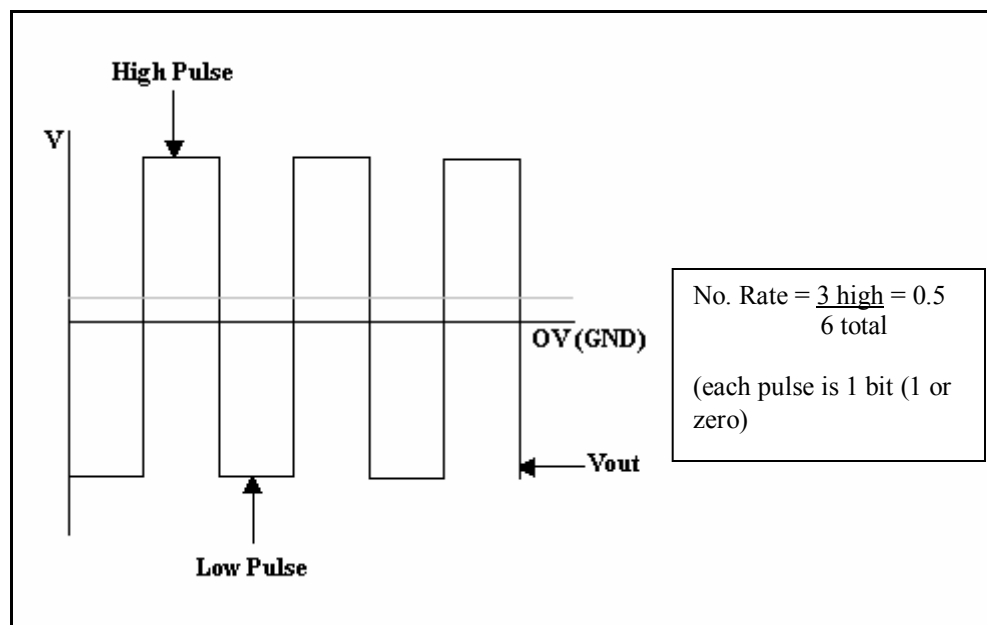 High Pulse
V
No. Rate = 3 high = 0.5
6 total
OV (GND)
(each pulse is 1 bit (1 or
zero)
Vout
Low Pulse